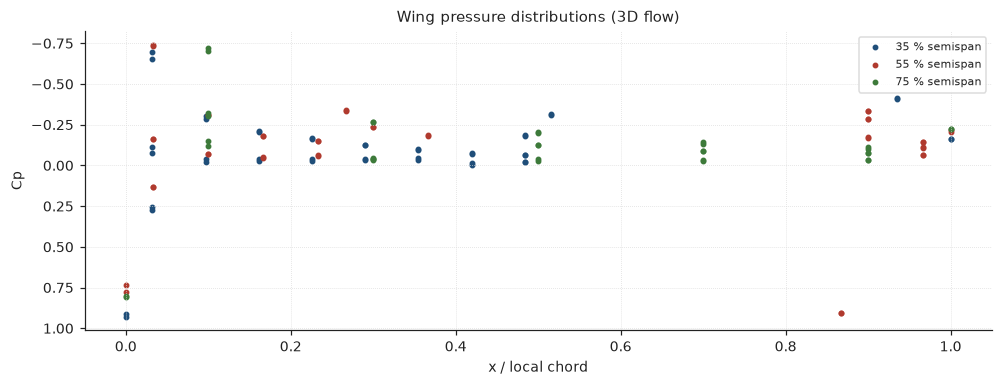 Wing pressure distributions (3D flow)
−0.75
−0.50
−0.25
0.00
0.25
0.50
0.75
1.00
Cp
35 % semispan
55 % semispan
75 % semispan
0.0
0.2
0.4
0.6
0.8
1.0
x / local chord